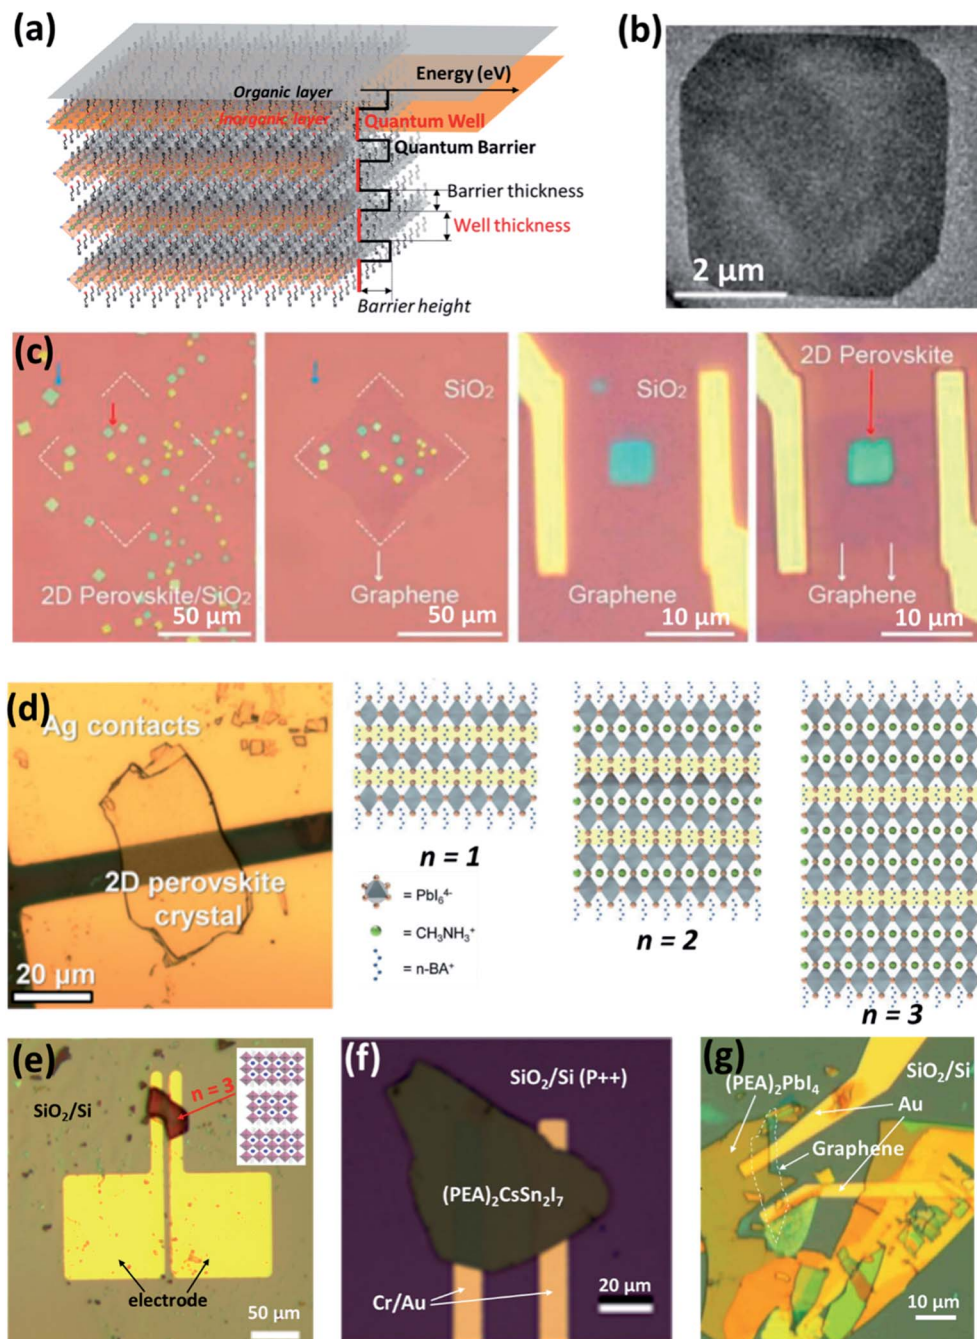 (a)
Energy (eV)
Organic layer
Inorganic layer
Quantum Well
Quantum Barrier
Barrier thickness
Well thickness
Barrier height
(b)
2 μm
(c)
2D Perovskite/SiO₂
50 μm
SiO₂
Graphene
50 μm
SiO₂
Graphene
10 μm
2D Perovskite
Graphene
10 μm
(d)
Ag contacts
2D perovskite
crystal
20 μm
n = 1
= PbI₆⁴⁻
= CH₃NH₃⁺
= n-BA⁺
n = 2
n = 3
(e)
SiO₂/Si
n = 3
electrode
50 μm
(f)
SiO₂/Si (P++)
(PEA)₂CsSn₂I₇
Cr/Au
20 μm
(g)
(PEA)₂PbI₄
SiO₂/Si
Au
Graphene
10 μm